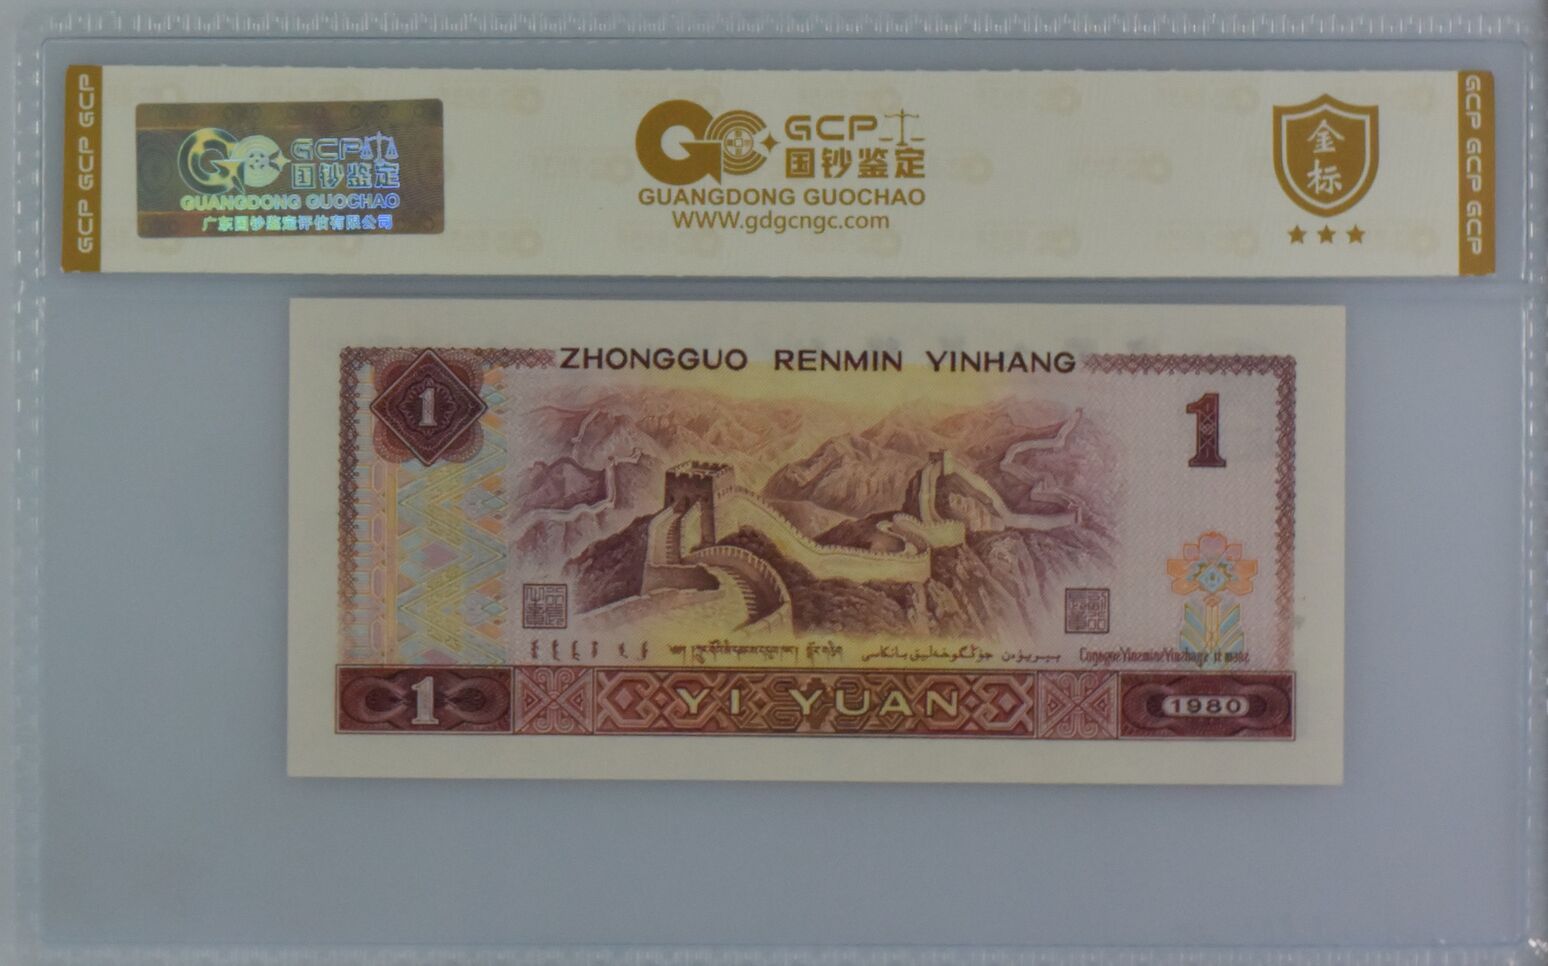 GCP GCP GCP
GCP
国钞鉴定
GUANGDONG GUOCHAO
广东国钞鉴定评估有限公司
GCP
国钞鉴定
GUANGDONG GUOCHAO
WWW.gdgcngc.com
金标
GCP GCP GCP
ZHONGGUO RENMIN YINHANG
1
1
1
YI YUAN
1980